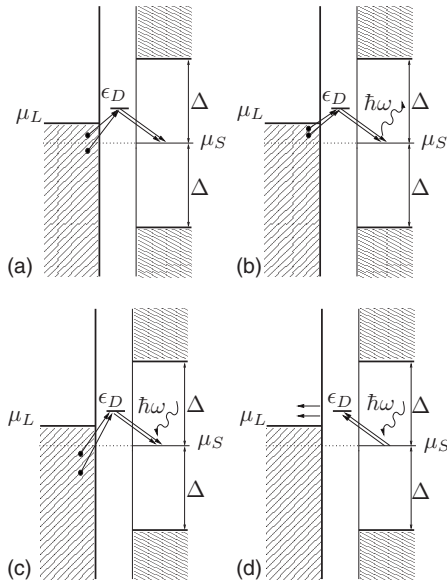 ϵ_D Δ ϵ_D ħω Δ
μ_L μ_S μ_L μ_S
Δ Δ
(a) (b)
ϵ_D ħω Δ ϵ_D ħω Δ
μ_L μ_S μ_L μ_S
Δ Δ
(c) (d)